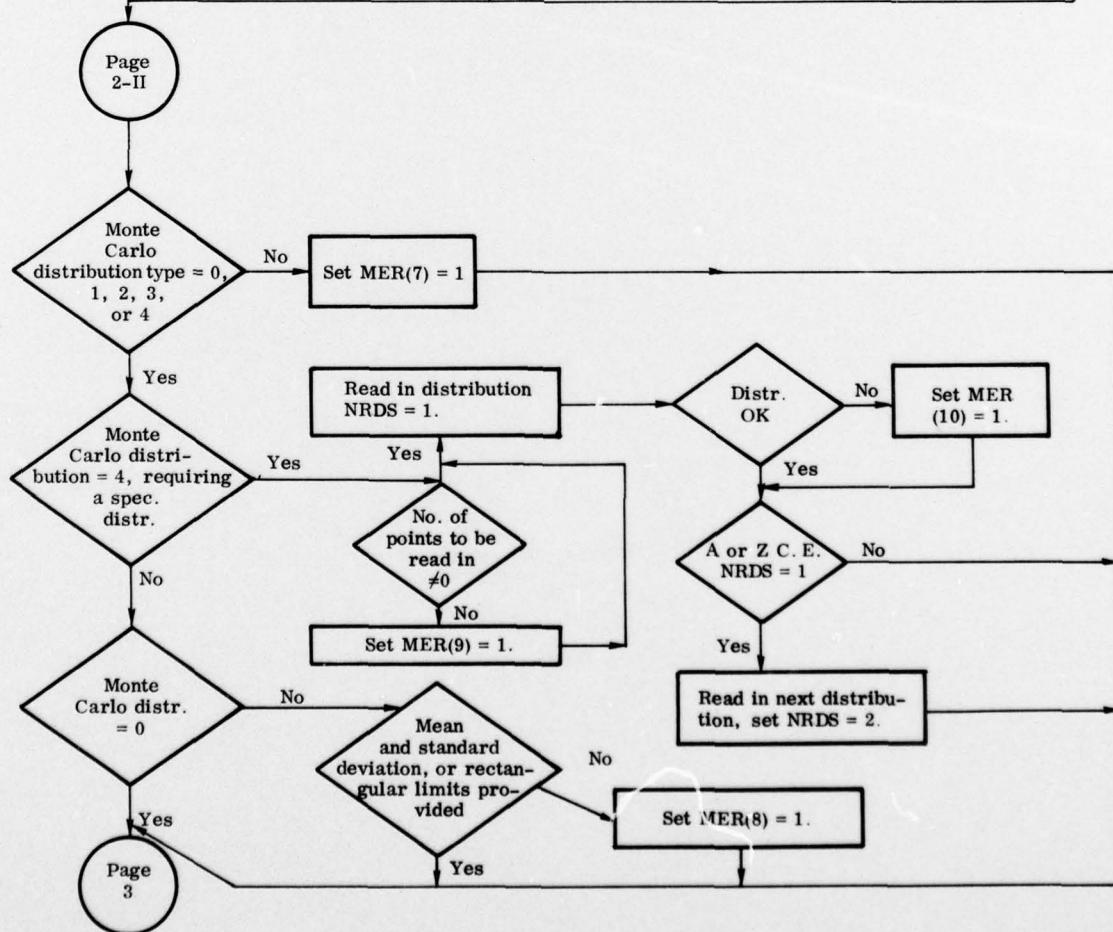 Page
2-II
Monte
Carlo
distribution type = 0,
1, 2, 3,
or 4
No
Set MER(7) = 1
Yes
Monte
Carlo distri-
bution = 4, requiring
a spec.
distr.
Yes
Read in distribution
NRDS = 1.
Yes
No. of
points to be
read in
≠0
No
Set MER(9) = 1.
Distr.
OK
No
Set MER
(10) = 1.
Yes
A or Z C.E.
NRDS = 1
No
Yes
Read in next distribu-
tion, set NRDS = 2.
No
Monte
Carlo distr.
= 0
No
Mean
and standard
deviation, or rectan-
gular limits pro-
vided
No
Set MER(8) = 1.
Yes
Yes
Page
3